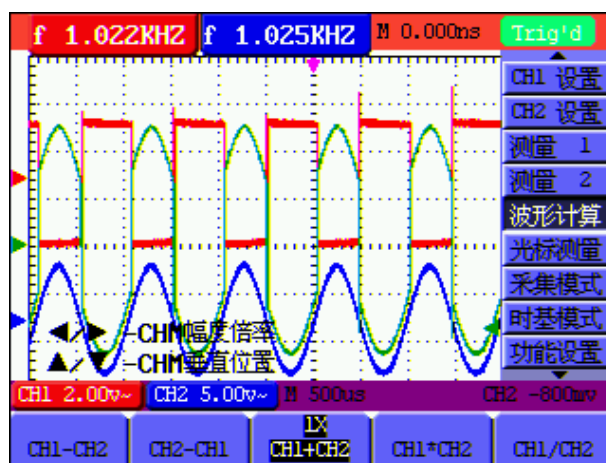 f 1.022KHZ f 1.025KHZ M 0.000ns Trig'd
CH1 设置
CH2 设置
测量 1
测量 2
波形计算
光标测量
采集模式
时基模式
功能设置
◀/▶ -CHM幅度倍率
▲/▼ -CHM垂直位置
CH1 2.00v~ CH2 5.00v~ M 500us CH2 -800mv
1X
CH1-CH2 CH2-CH1 CH1+CH2 CH1*CH2 CH1/CH2